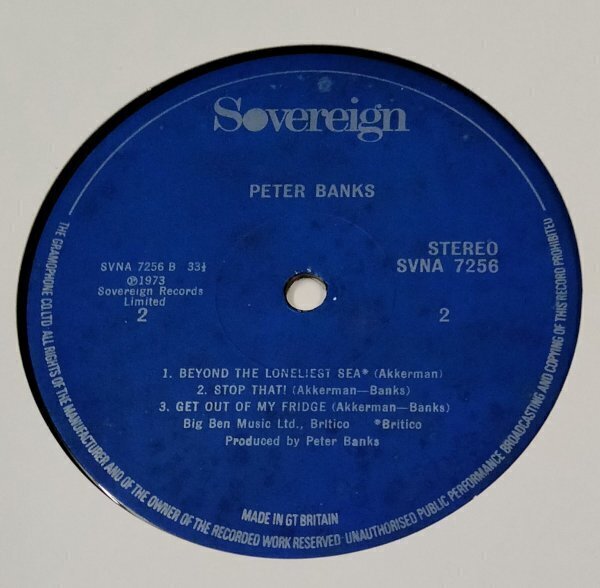 Sovereign
PETER BANKS
STEREO
SVNA 7256
SVNA 7256 B 33⅓
℗1973
Sovereign Records
Limited
2
2
1. BEYOND THE LONELIEST SEA* (Akkerman)
2. STOP THAT! (Akkerman—Banks)
3. GET OUT OF MY FRIDGE (Akkerman—Banks)
Big Ben Music Ltd., Britico *Britico
Produced by Peter Banks
MADE IN GT BRITAIN
THE GRAMOPHONE CO. LTD ALL RIGHTS OF THE MANUFACTURER AND OF THE OWNER OF THE RECORDED WORK RESERVED UNAUTHORISED PUBLIC PERFORMANCE BROADCASTING AND COPYING OF THIS RECORD PROHIBITED